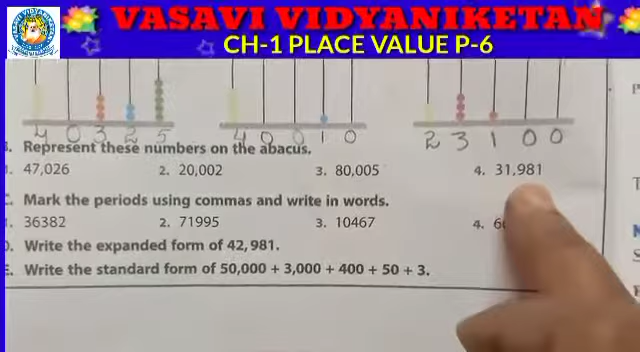 VASAVI VIDYANIKETAN
CH-1 PLACE VALUE P-6
4 0 3 2 5 4 0 0 1 0 2 3 1 0 0
Represent these numbers on the abacus.
47,026 2. 20,002 3. 80,005 4. 31,981
Mark the periods using commas and write in words.
36382 2. 71995 3. 10467 4.
Write the expanded form of 42,981.
E. Write the standard form of 50,000 + 3,000 + 400 + 50 + 3.